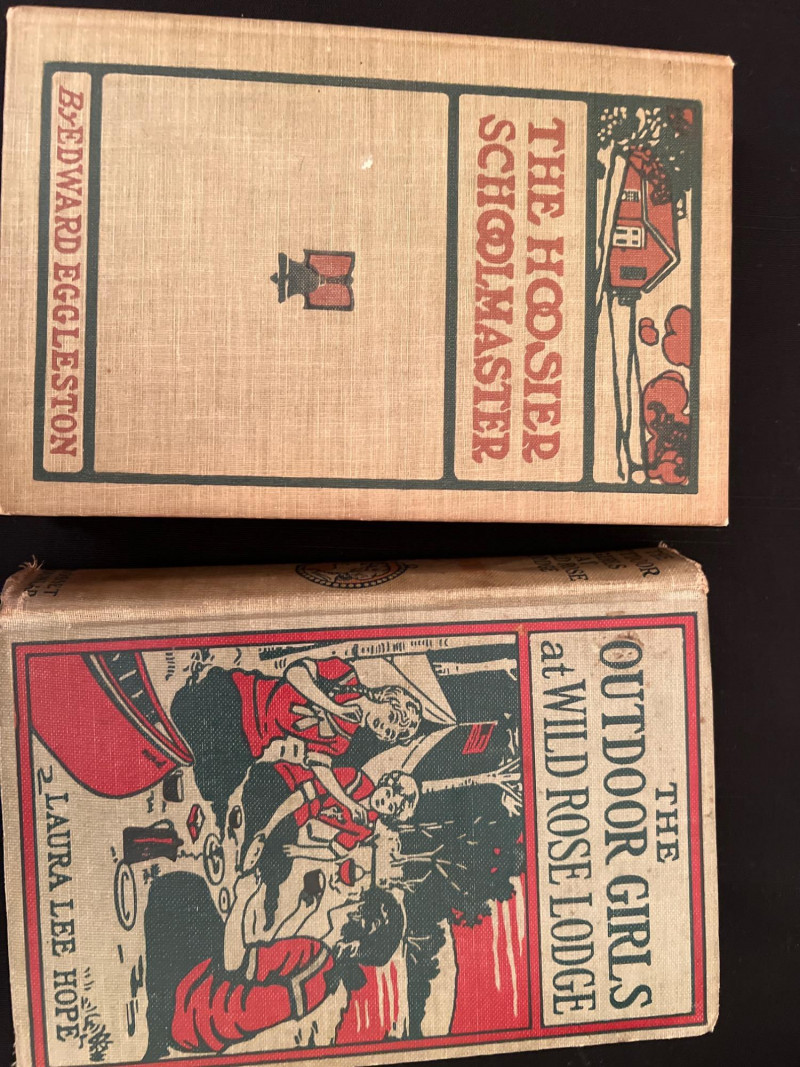 THE HOOSIER
SCHOOLMASTER
By EDWARD EGGLESTON
THE
OUTDOOR GIRLS
at WILD ROSE LODGE
LAURA LEE HOPE